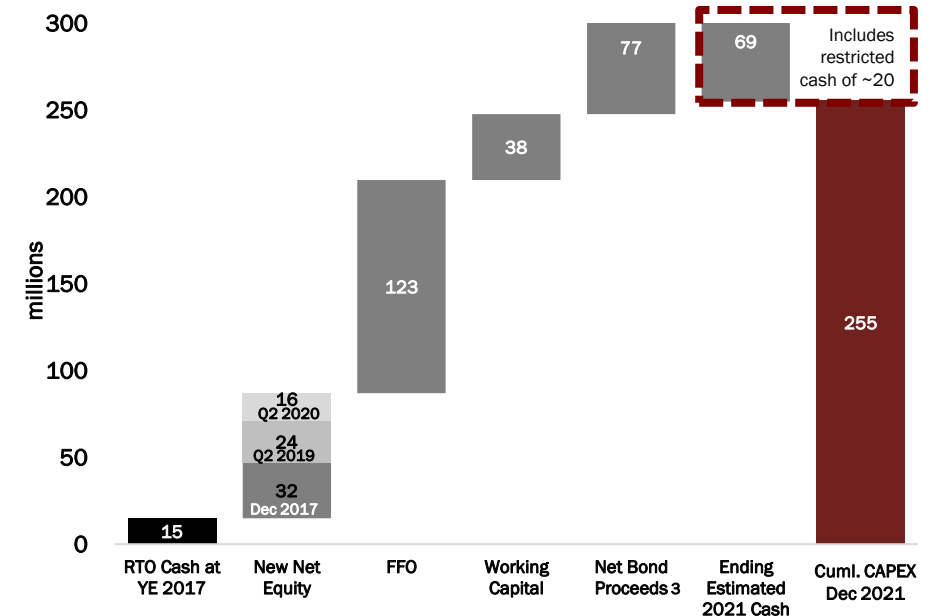 300
250
200
150
100
50
0
millions
15
16
Q2 2020
24
Q2 2019
32
Dec 2017
123
38
77
69
Includes
restricted
cash of ~20
255
RTO Cash at
YE 2017
New Net
Equity
FFO
Working
Capital
Net Bond
Proceeds 3
Ending
Estimated
2021 Cash
Cuml. CAPEX
Dec 2021